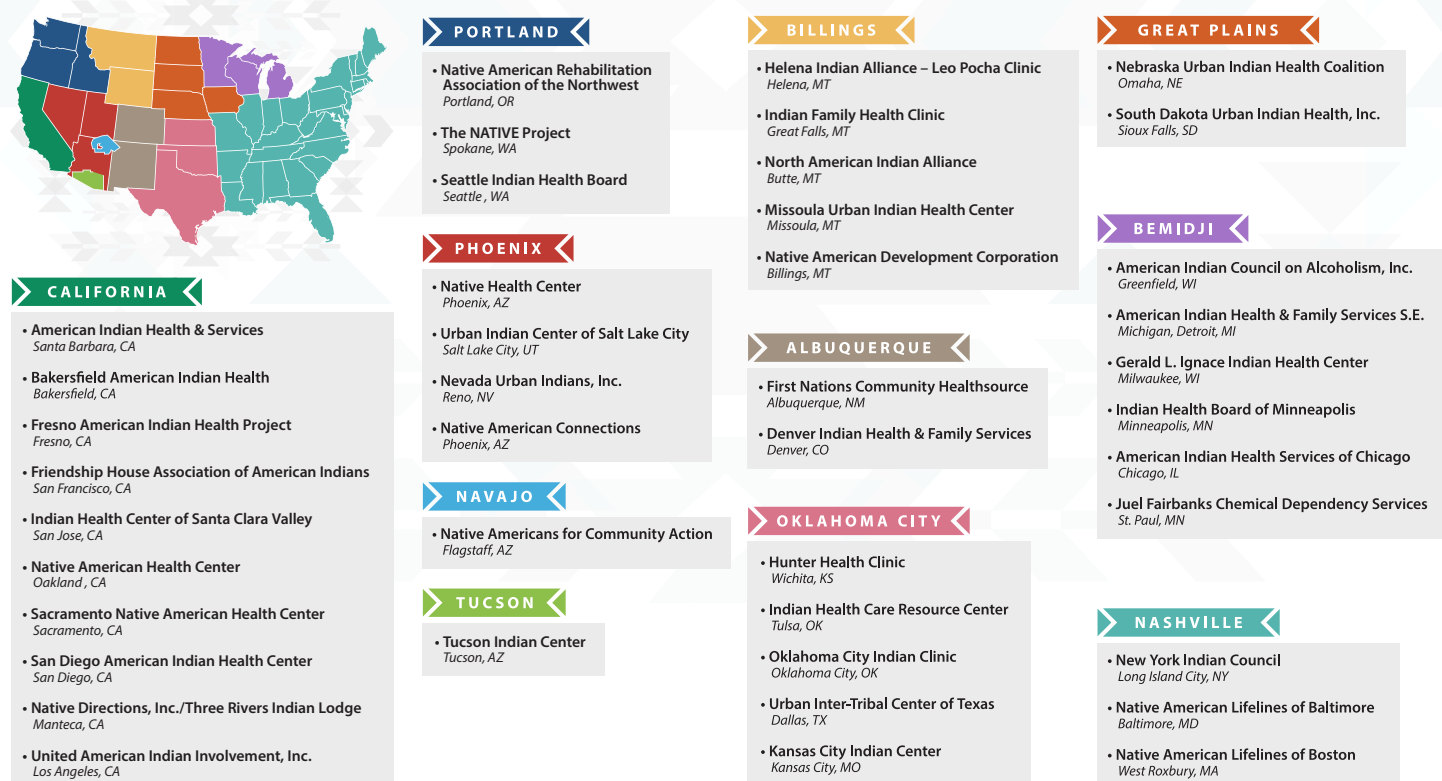 CALIFORNIA
• American Indian Health & Services
Santa Barbara, CA
• Bakersfield American Indian Health
Bakersfield, CA
• Fresno American Indian Health Project
Fresno, CA
• Friendship House Association of American Indians
San Francisco, CA
• Indian Health Center of Santa Clara Valley
San Jose, CA
• Native American Health Center
Oakland , CA
• Sacramento Native American Health Center
Sacramento, CA
• San Diego American Indian Health Center
San Diego, CA
• Native Directions, Inc./Three Rivers Indian Lodge
Manteca, CA
• United American Indian Involvement, Inc.
Los Angeles, CA
PORTLAND
• Native American Rehabilitation
Association of the Northwest
Portland, OR
• The NATIVE Project
Spokane, WA
• Seattle Indian Health Board
Seattle , WA
PHOENIX
• Native Health Center
Phoenix, AZ
• Urban Indian Center of Salt Lake City
Salt Lake City, UT
• Nevada Urban Indians, Inc.
Reno, NV
• Native American Connections
Phoenix, AZ
NAVAJO
• Native Americans for Community Action
Flagstaff, AZ
TUCSON
• Tucson Indian Center
Tucson, AZ
BILLINGS
• Helena Indian Alliance – Leo Pocha Clinic
Helena, MT
• Indian Family Health Clinic
Great Falls, MT
• North American Indian Alliance
Butte, MT
• Missoula Urban Indian Health Center
Missoula, MT
• Native American Development Corporation
Billings, MT
ALBUQUERQUE
• First Nations Community Healthsource
Albuquerque, NM
• Denver Indian Health & Family Services
Denver, CO
OKLAHOMA CITY
• Hunter Health Clinic
Wichita, KS
• Indian Health Care Resource Center
Tulsa, OK
• Oklahoma City Indian Clinic
Oklahoma City, OK
• Urban Inter-Tribal Center of Texas
Dallas, TX
• Kansas City Indian Center
Kansas City, MO
GREAT PLAINS
• Nebraska Urban Indian Health Coalition
Omaha, NE
• South Dakota Urban Indian Health, Inc.
Sioux Falls, SD
BEMIDJI
• American Indian Council on Alcoholism, Inc.
Greenfield, WI
• American Indian Health & Family Services S.E.
Michigan, Detroit, MI
• Gerald L. Ignace Indian Health Center
Milwaukee, WI
• Indian Health Board of Minneapolis
Minneapolis, MN
• American Indian Health Services of Chicago
Chicago, IL
• Juel Fairbanks Chemical Dependency Services
St. Paul, MN
NASHVILLE
• New York Indian Council
Long Island City, NY
• Native American Lifelines of Baltimore
Baltimore, MD
• Native American Lifelines of Boston
West Roxbury, MA